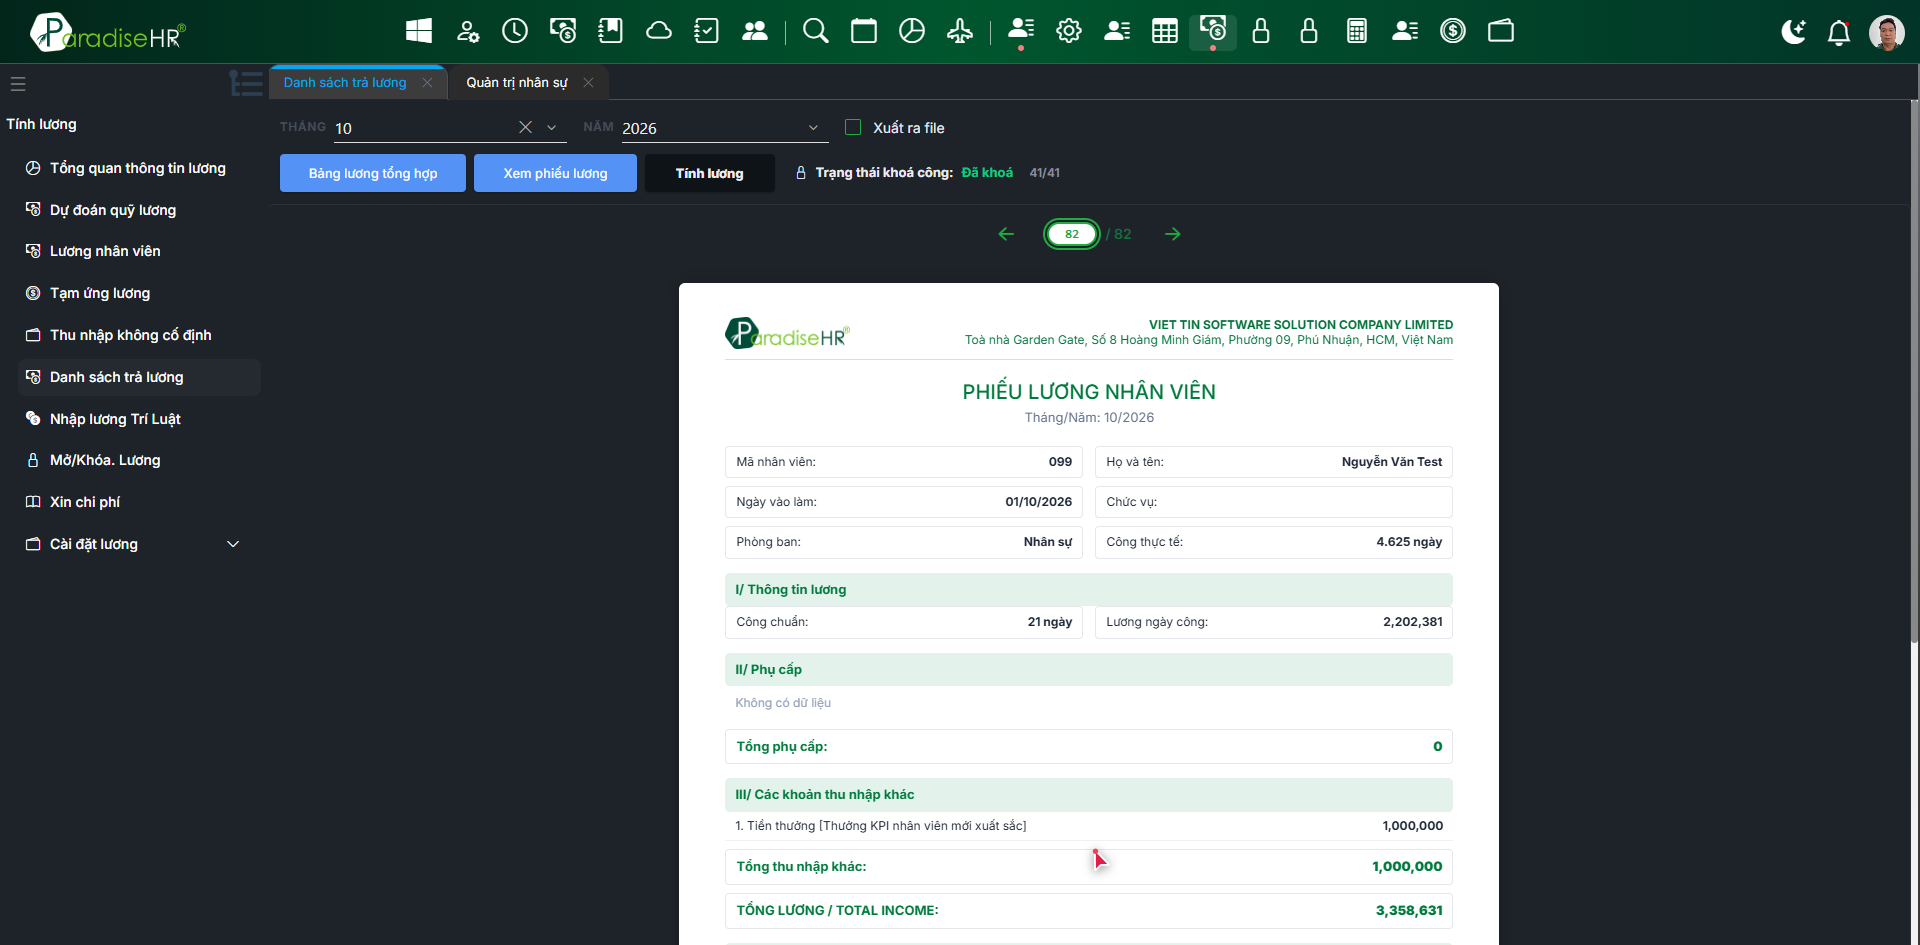 ParadiseHR®
Danh sách trả lương
Quản trị nhân sự
Tính lương
Tổng quan thông tin lương
Dự đoán quỹ lương
Lương nhân viên
Tạm ứng lương
Thu nhập không cố định
Danh sách trả lương
Nhập lương Trí Luật
Mở/Khóa. Lương
Xin chi phí
Cài đặt lương
THÁNG 10
NĂM 2026
Xuất ra file
Bảng lương tổng hợp
Xem phiếu lương
Tính lương
Trạng thái khoá công: Đã khoá 41/41
82 / 82
ParadiseHR®
VIET TIN SOFTWARE SOLUTION COMPANY LIMITED
Toà nhà Garden Gate, Số 8 Hoàng Minh Giám, Phường 09, Phú Nhuận, HCM, Việt Nam
PHIẾU LƯƠNG NHÂN VIÊN
Tháng/Năm: 10/2026
Mã nhân viên: 099
Họ và tên: Nguyễn Văn Test
Ngày vào làm: 01/10/2026
Chức vụ:
Phòng ban: Nhân sự
Công thực tế: 4.625 ngày
I/ Thông tin lương
Công chuẩn: 21 ngày
Lương ngày công: 2,202,381
II/ Phụ cấp
Không có dữ liệu
Tổng phụ cấp: 0
III/ Các khoản thu nhập khác
1. Tiền thưởng [Thưởng KPI nhân viên mới xuất sắc] 1,000,000
Tổng thu nhập khác: 1,000,000
TỔNG LƯƠNG / TOTAL INCOME: 3,358,631